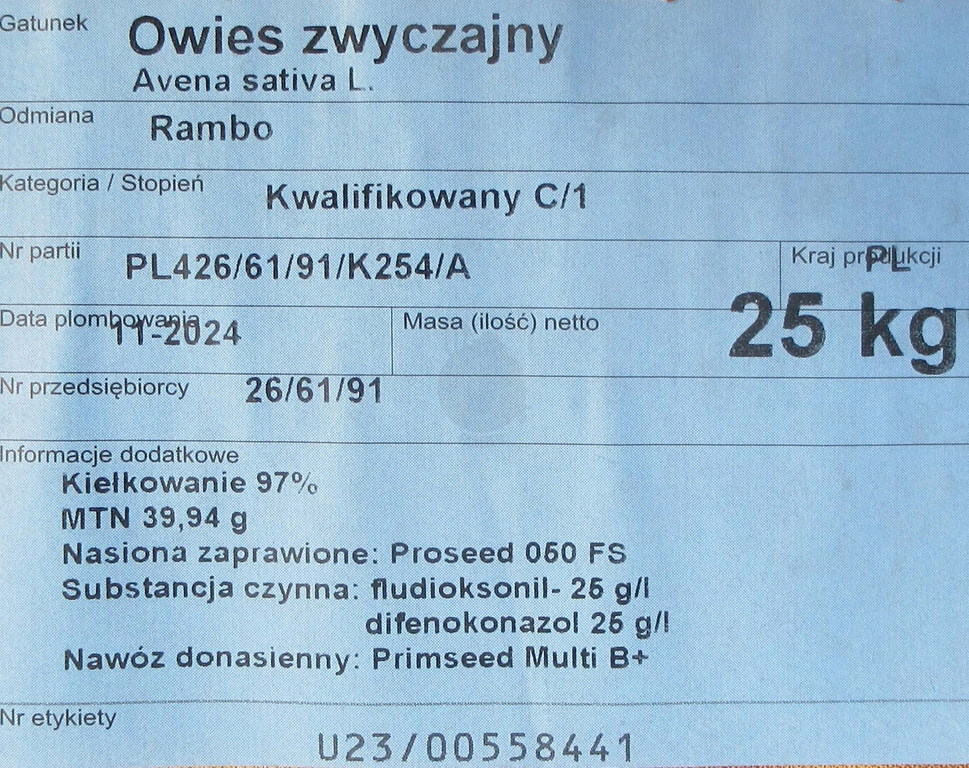 Gatunek Owies zwyczajny
Avena sativa L.
Odmiana Rambo
Kategoria / Stopień Kwalifikowany C/1
Nr partii PL426/61/91/K254/A Kraj produkcji PL
Data plombowania 11-2024 Masa (ilość) netto 25 kg
Nr przedsiębiorcy 26/61/91
Informacje dodatkowe
Kiełkowanie 97%
MTN 39,94 g
Nasiona zaprawione: Proseed 050 FS
Substancja czynna: fludioksonil- 25 g/l
difenokonazol 25 g/l
Nawóz donasienny: Primseed Multi B+
Nr etykiety U23/00558441